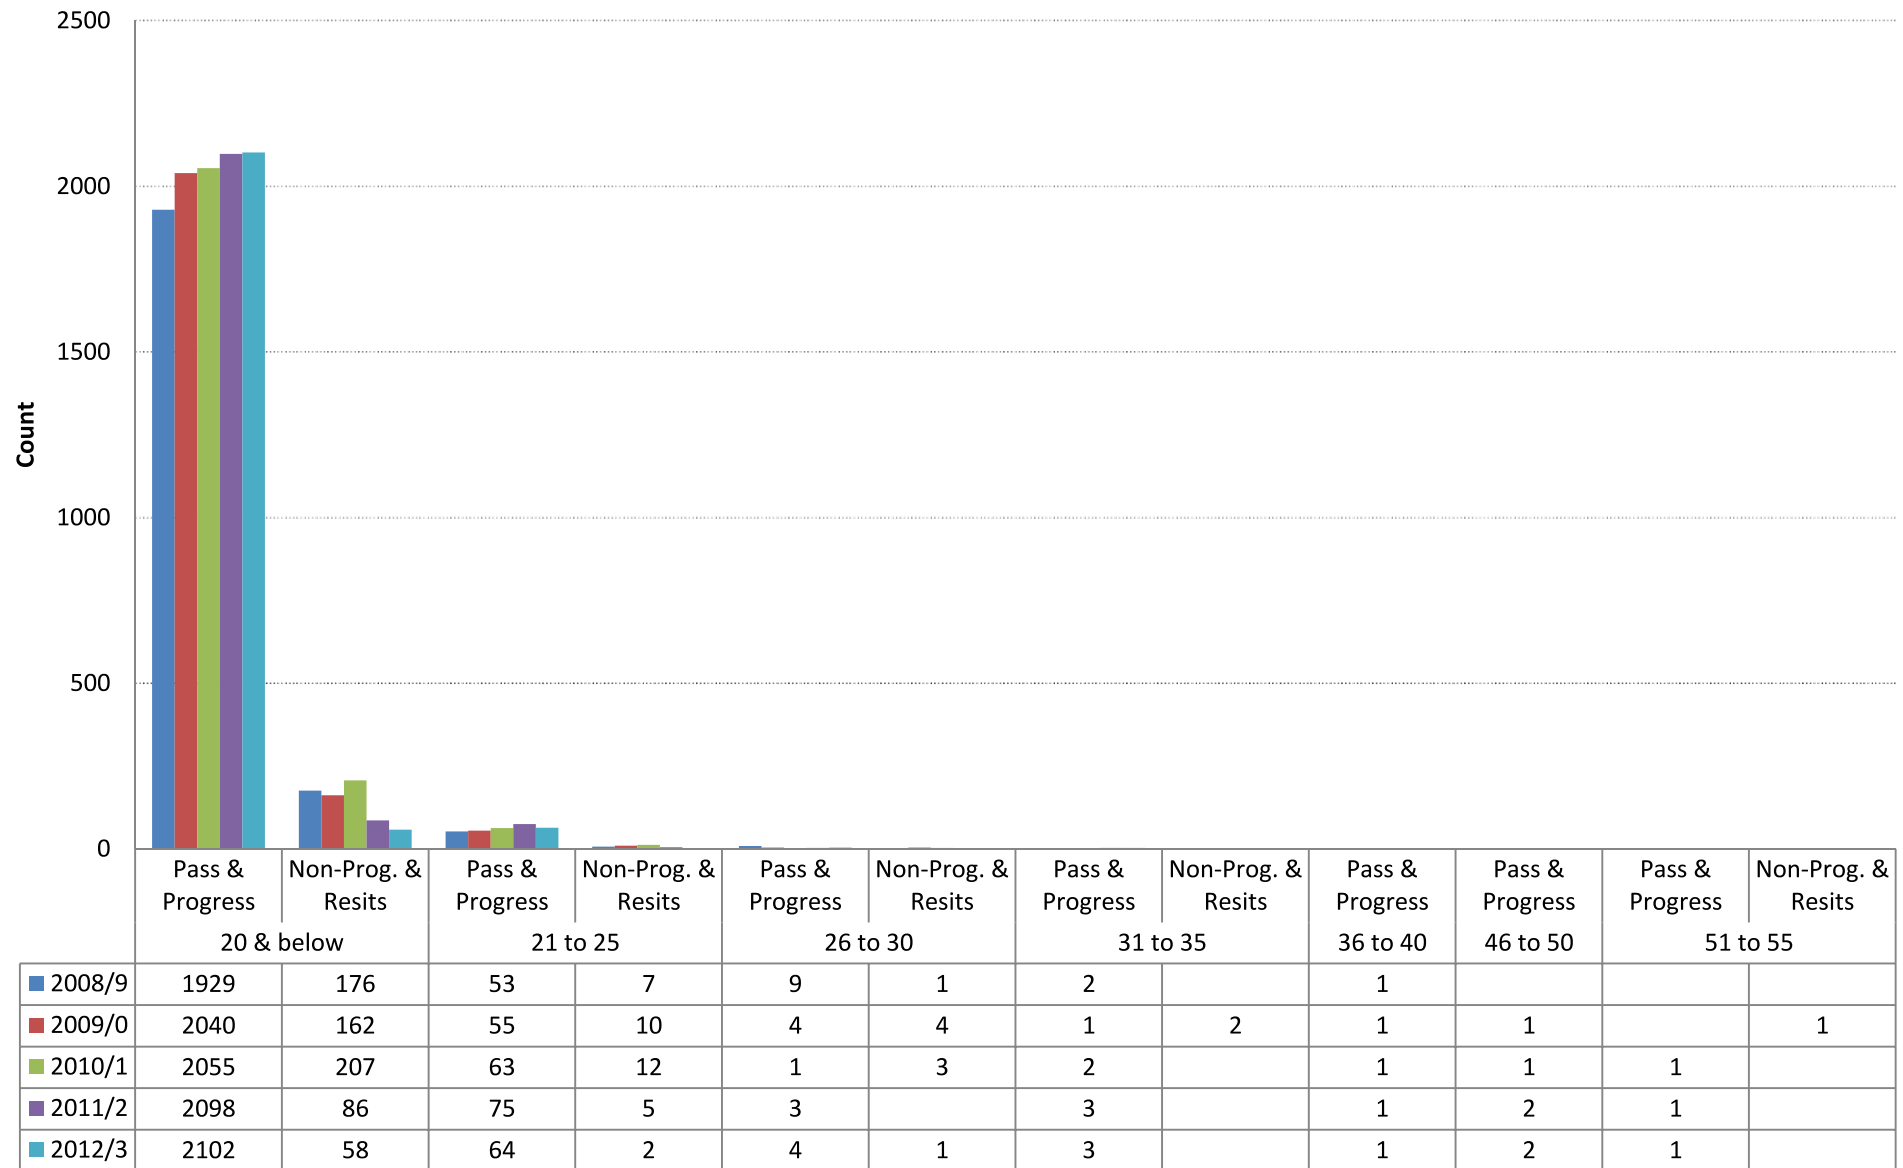 2500
2000
1500
1000
500
0
Count
Pass & Progress Non-Prog. & Resits Pass & Progress Non-Prog. & Resits Pass & Progress Non-Prog. & Resits Pass & Progress Non-Prog. & Resits Pass & Progress Pass & Progress Pass & Progress Non-Prog. & Resits
20 & below 21 to 25 26 to 30 31 to 35 36 to 40 46 to 50 51 to 55
2008/9 1929 176 53 7 9 1 2 1
2009/0 2040 162 55 10 4 4 1 2 1 1 1
2010/1 2055 207 63 12 1 3 2 1 1 1
2011/2 2098 86 75 5 3 3 1 2 1
2012/3 2102 58 64 2 4 1 3 1 2 1